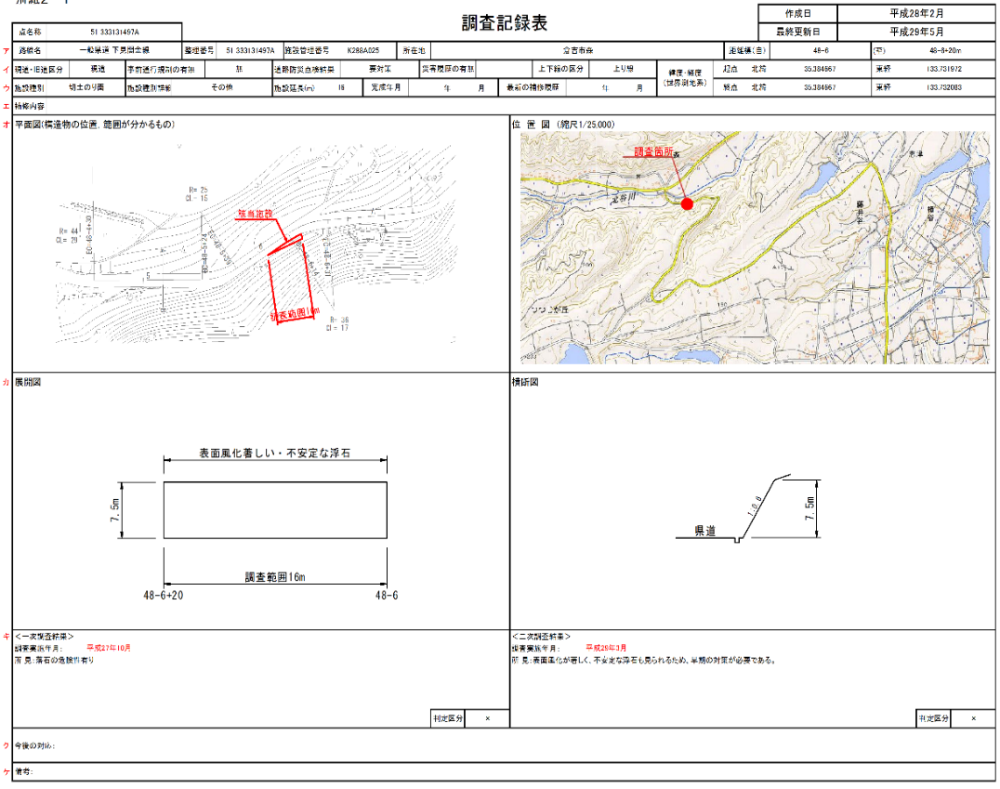 調査記録表
作成日 平成28年2月
最終更新日 平成29年5月
点名称 51 333131497A
ア 路線名 一般県道 下見関金線 整理番号 51 333131497A 施設管理番号 K288A025 所在地 倉吉市 距離標(自) 48-6 (至) 48-6+20m
イ 現道・旧道区分 現道 事前通行規制の有無 無 道路防災点検結果 要対策 災害履歴の有無 上下線の区分 上り線 緯度・経度 起点 北緯 35.384667 東経 133.731972
ウ 施設種別 切土のり面 施設種別詳細 その他 施設延長(m) 16 完成年月 年 月 最新の補修履歴 年 月 (世界測地系) 終点 北緯 35.384667 東経 133.732083
エ 補修内容
オ 平面図(構造物の位置、範囲が分かるもの)
位 置 図 (縮尺1/25,000)
R= 25
CL= 16
R= 44
CL= 29
該当施設
調査範囲16m
R= 36
Cl = 17
調査箇所
藤井谷
つつじが丘
カ 展開図
横断図
表面風化著しい・不安定な浮石
7.5m
調査範囲16m
48-6+20
48-6
1:0.6
7.5m
県道
キ <一次調査結果>
調査実施年月: 平成27年10月
所 見:落石の危険性有り
判定区分 ×
<二次調査結果>
調査実施年月: 平成29年3月
所 見:表面風化が著しく、不安定な浮石も見られるため、早期の対策が必要である。
判定区分 ×
ク 今後の対応:
ケ 備考: